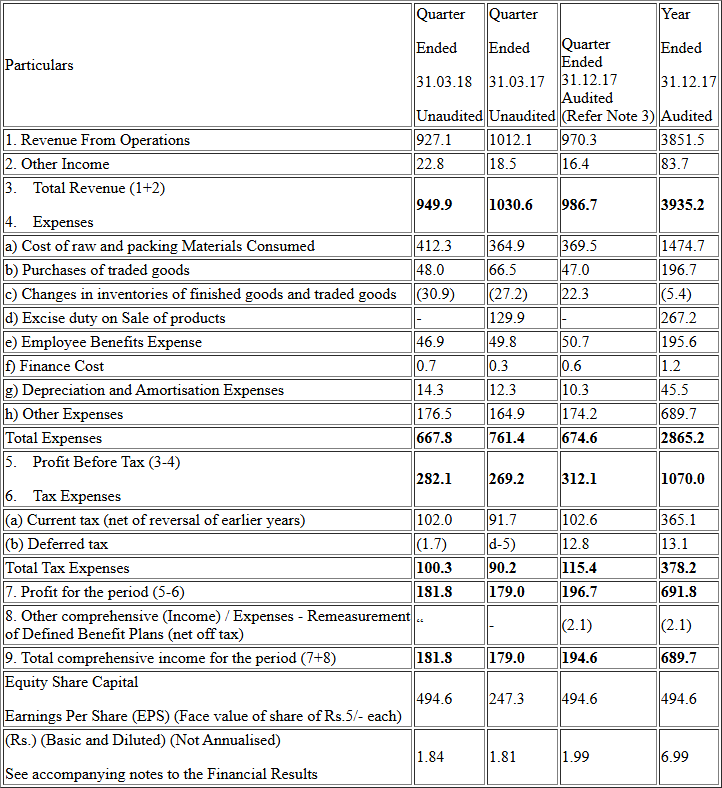 Particulars
Quarter
Ended
31.03.18
Unaudited
Quarter
Ended
31.03.17
Unaudited
Quarter
Ended
31.12.17
Audited
(Refer Note 3)
Year
Ended
31.12.17
Audited
1. Revenue From Operations 927.1 1012.1 970.3 3851.5
2. Other Income 22.8 18.5 16.4 83.7
3. Total Revenue (1+2)
4. Expenses
949.9 1030.6 986.7 3935.2
a) Cost of raw and packing Materials Consumed 412.3 364.9 369.5 1474.7
b) Purchases of traded goods 48.0 66.5 47.0 196.7
c) Changes in inventories of finished goods and traded goods (30.9) (27.2) 22.3 (5.4)
d) Excise duty on Sale of products - 129.9 - 267.2
e) Employee Benefits Expense 46.9 49.8 50.7 195.6
f) Finance Cost 0.7 0.3 0.6 1.2
g) Depreciation and Amortisation Expenses 14.3 12.3 10.3 45.5
h) Other Expenses 176.5 164.9 174.2 689.7
Total Expenses 667.8 761.4 674.6 2865.2
5. Profit Before Tax (3-4)
6. Tax Expenses
282.1 269.2 312.1 1070.0
(a) Current tax (net of reversal of earlier years) 102.0 91.7 102.6 365.1
(b) Deferred tax (1.7) d-5) 12.8 13.1
Total Tax Expenses 100.3 90.2 115.4 378.2
7. Profit for the period (5-6) 181.8 179.0 196.7 691.8
8. Other comprehensive (Income) / Expenses - Remeasurement
of Defined Benefit Plans (net off tax)
“ - (2.1) (2.1)
9. Total comprehensive income for the period (7+8) 181.8 179.0 194.6 689.7
Equity Share Capital
Earnings Per Share (EPS) (Face value of share of Rs.5/- each)
494.6 247.3 494.6 494.6
(Rs.) (Basic and Diluted) (Not Annualised)
See accompanying notes to the Financial Results
1.84 1.81 1.99 6.99